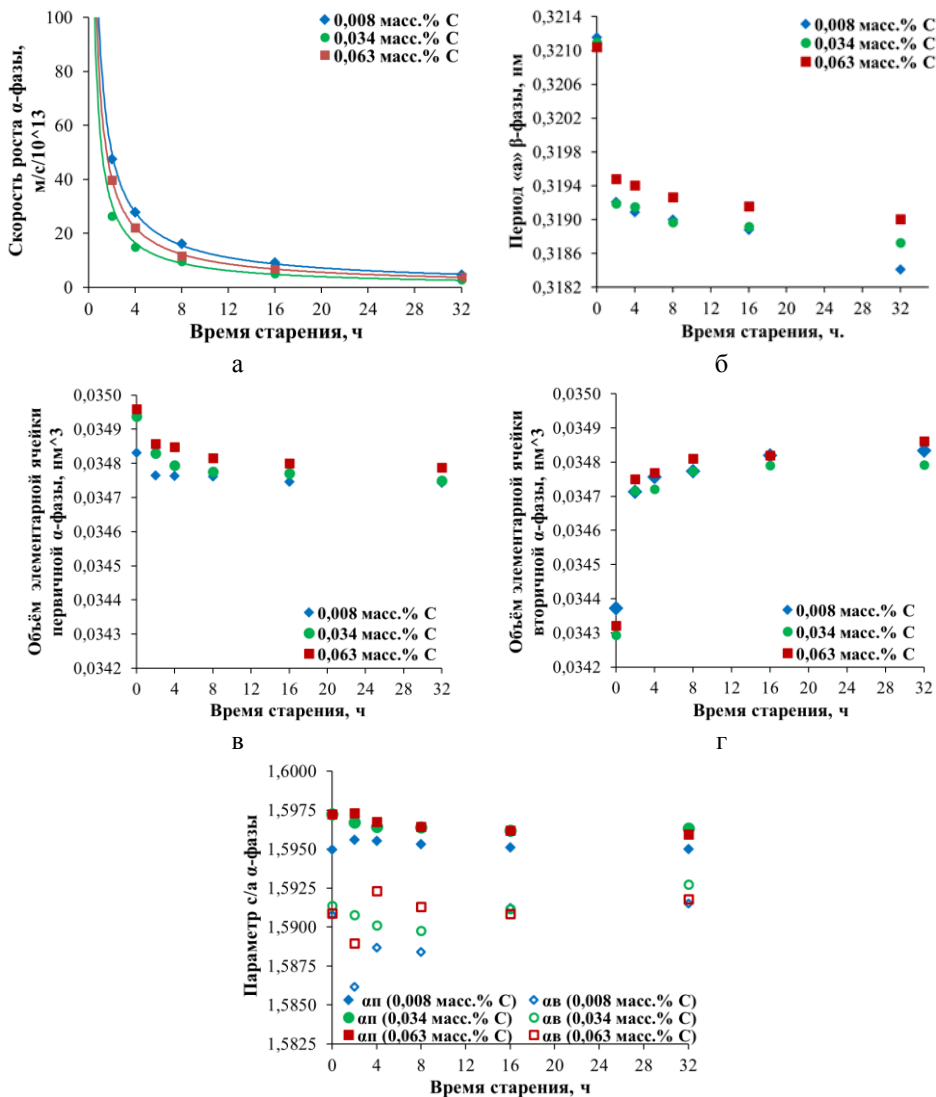 Скорость роста α-фазы,
м/с/10^13
100
80
60
40
20
0
0 4 8 12 16 20 24 28 32
Время старения, ч
0,008 масс.% С
0,034 масс.% С
0,063 масс.% С
а
Период «а» β-фазы, нм
0,3214
0,3210
0,3206
0,3202
0,3198
0,3194
0,3190
0,3186
0,3182
0 4 8 12 16 20 24 28 32
Время старения, ч.
0,008 масс.% С
0,034 масс.% С
0,063 масс.% С
б
Объём элементарной ячейки
первичной α-фазы, нм^3
0,0350
0,0349
0,0348
0,0347
0,0346
0,0345
0,0344
0,0343
0,0342
0 4 8 12 16 20 24 28 32
Время старения, ч
0,008 масс.% С
0,034 масс.% С
0,063 масс.% С
в
Объём элементарной ячейки
вторичной α-фазы, нм^3
0,0350
0,0349
0,0348
0,0347
0,0346
0,0345
0,0344
0,0343
0,0342
0 4 8 12 16 20 24 28 32
Время старения, ч
0,008 масс.% С
0,034 масс.% С
0,063 масс.% С
г
Параметр с/а α-фазы
1,6000
1,5975
1,5950
1,5925
1,5900
1,5875
1,5850
1,5825
0 4 8 12 16 20 24 28 32
Время старения, ч
αп (0,008 масс.% С) αв (0,008 масс.% С)
αп (0,034 масс.% С) αв (0,034 масс.% С)
αп (0,063 масс.% С) αв (0,063 масс.% С)